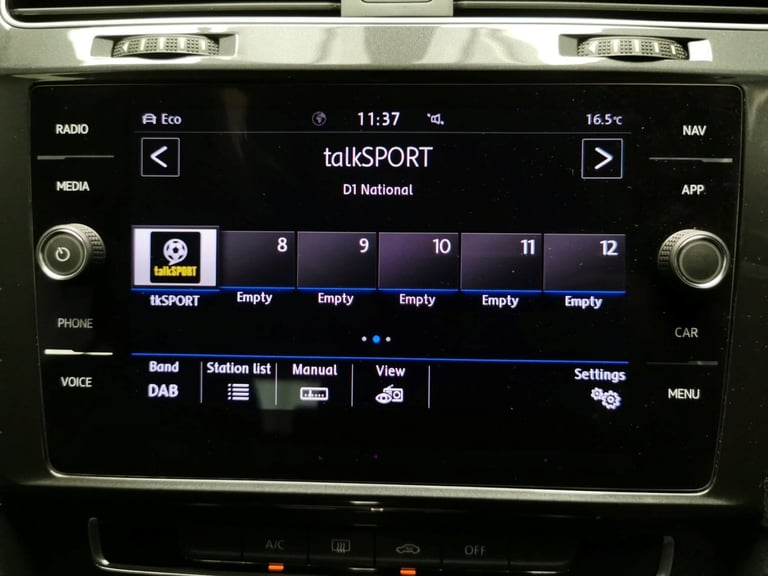 RADIO
MEDIA
PHONE
VOICE
Eco 11:37 16.5°C
talkSPORT
D1 National
talkSPORT 8 9 10 11 12
tkSPORT Empty Empty Empty Empty Empty
Band Station list Manual View Settings
DAB
NAV
APP
CAR
MENU
A/C OFF